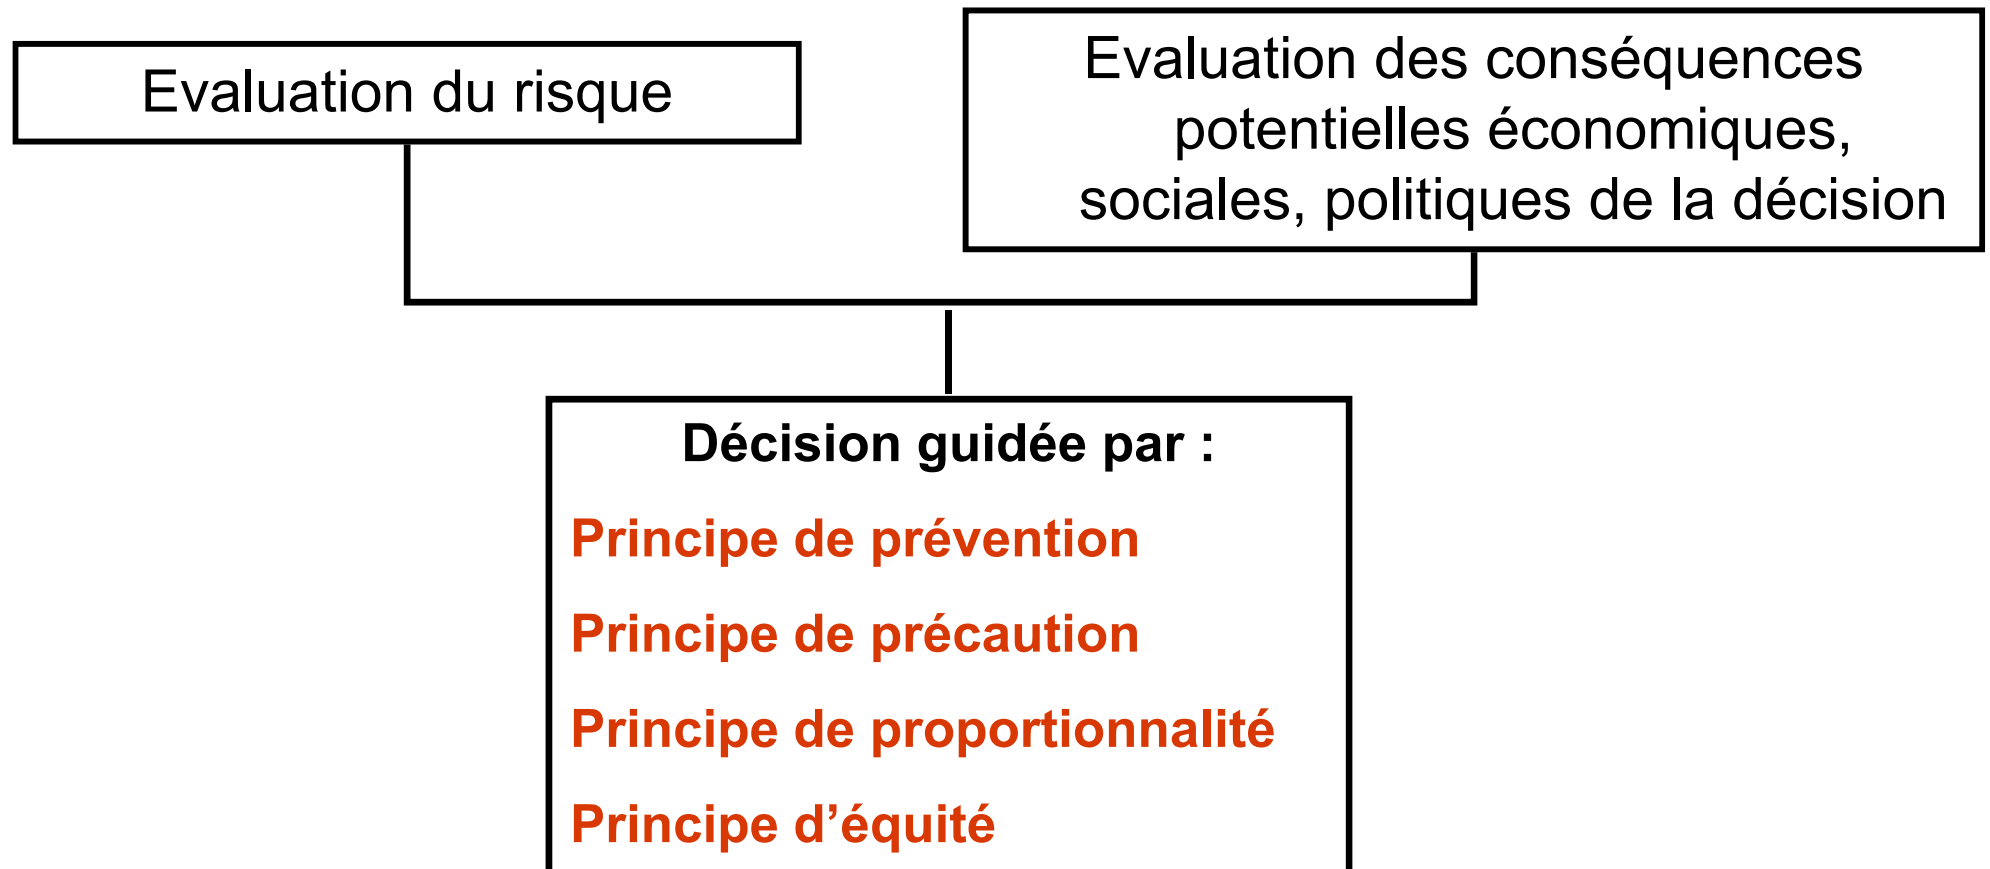 Evaluation du risque
Evaluation des conséquences
potentielles économiques,
sociales, politiques de la décision
Décision guidée par :
Principe de prévention
Principe de précaution
Principe de proportionnalité
Principe d’équité